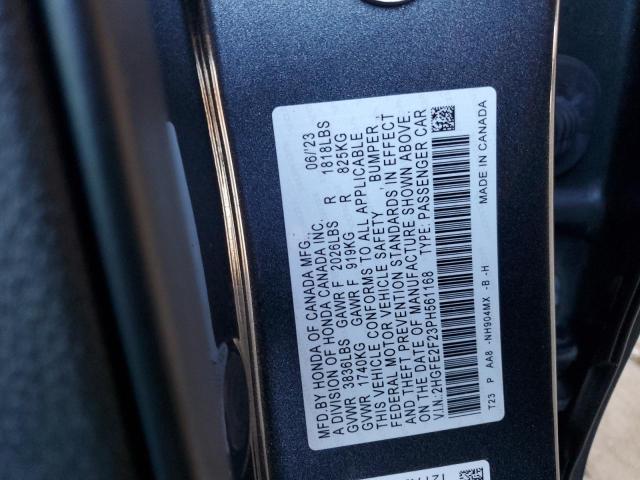 MFD. BY HONDA OF CANADA MFG., 06/'23
A DIVISION OF HONDA CANADA INC.
GVWR 3836LBS GAWR F 2026LBS R 1818LBS
GVWR 1740KG GAWR F 919KG R 825KG
THIS VEHICLE CONFORMS TO ALL APPLICABLE
FEDERAL MOTOR VEHICLE SAFETY, BUMPER,
AND THEFT PREVENTION STANDARDS IN EFFECT
ON THE DATE OF MANUFACTURE SHOWN ABOVE.
V.I.N.: 2HGFE2F23PH561168 TYPE: PASSENGER CAR
T23 P AA8 -NH904MX -B -H
MADE IN CANADA